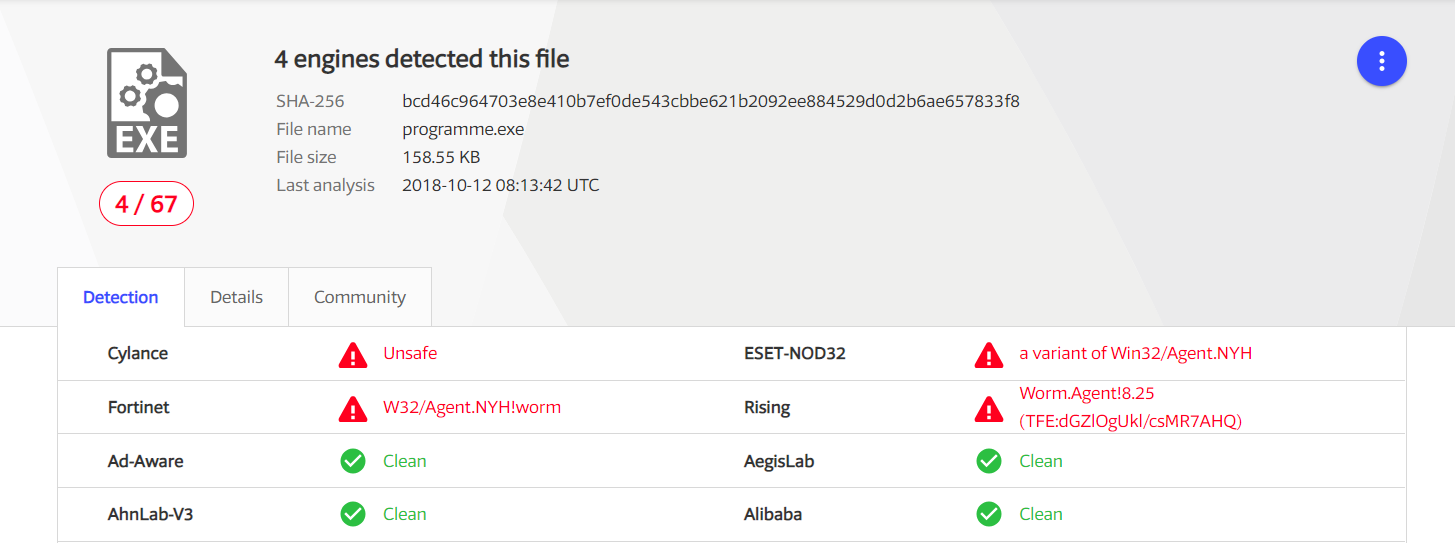 4 engines detected this file
SHA-256 bcd46c964703e8e410b7ef0de543cbbe621b2092ee884529d0d2b6ae657833f8
File name programme.exe
File size 158.55 KB
Last analysis 2018-10-12 08:13:42 UTC
EXE
4 / 67
Detection Details Community
Cylance Unsafe ESET-NOD32 a variant of Win32/Agent.NYH
Fortinet W32/Agent.NYH!worm Rising Worm.Agent!8.25
(TFE:dGZlOgUkl/csMR7AHQ)
Ad-Aware Clean AegisLab Clean
AhnLab-V3 Clean Alibaba Clean